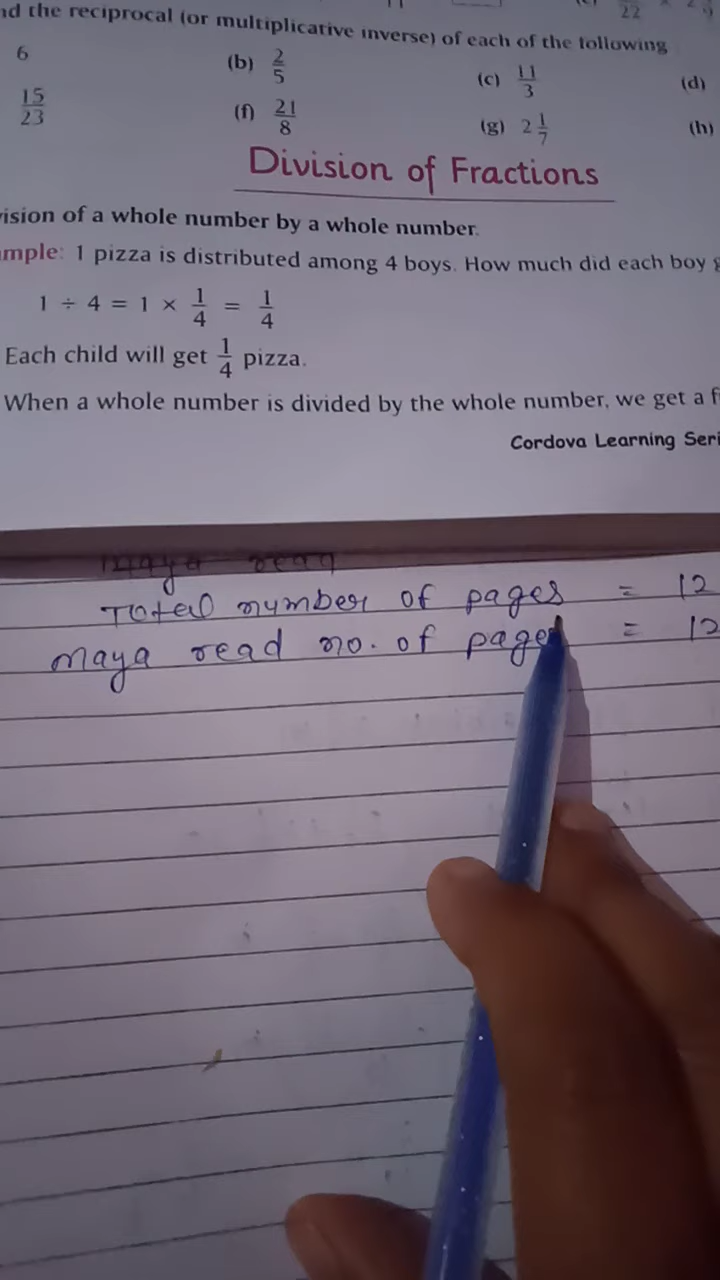 nd the reciprocal (or multiplicative inverse) of each of the following
6 (b) 2/5 (c) 11/3 (d)
15/23 (f) 21/8 (g) 2 1/7 (h)
Division of Fractions
ision of a whole number by a whole number.
mple: 1 pizza is distributed among 4 boys. How much did each boy g
1 ÷ 4 = 1 × 1/4 = 1/4
Each child will get 1/4 pizza.
When a whole number is divided by the whole number, we get a f
Cordova Learning Seri
Total number of pages = 12
Maya read no. of pages = 12